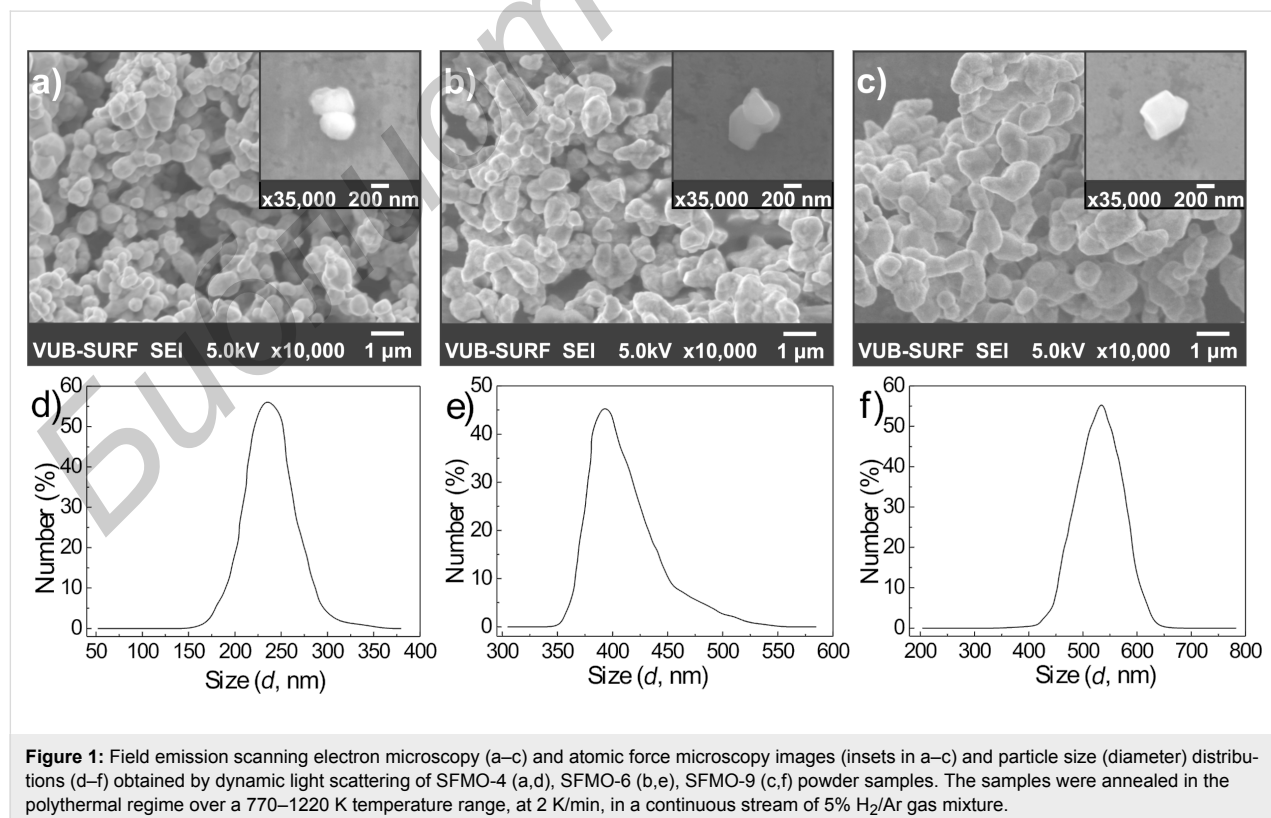 a)
x35,000 200 nm
VUB-SURF SEI 5.0kV x10,000 1 µm
b)
x35,000 200 nm
VUB-SURF SEI 5.0kV x10,000 1 µm
c)
x35,000 200 nm
VUB-SURF SEI 5.0kV x10,000 1 µm
d)
Number (%)
60
50
40
30
20
10
0
50 100 150 200 250 300 350 400
Size (d, nm)
e)
Number (%)
50
40
30
20
10
0
300 350 400 450 500 550 600
Size (d, nm)
f)
Number (%)
60
50
40
30
20
10
0
200 300 400 500 600 700 800
Size (d, nm)
Figure 1: Field emission scanning electron microscopy (a–c) and atomic force microscopy images (insets in a–c) and particle size (diameter) distribu-
tions (d–f) obtained by dynamic light scattering of SFMO-4 (a,d), SFMO-6 (b,e), SFMO-9 (c,f) powder samples. The samples were annealed in the
polythermal regime over a 770–1220 K temperature range, at 2 K/min, in a continuous stream of 5% H₂/Ar gas mixture.